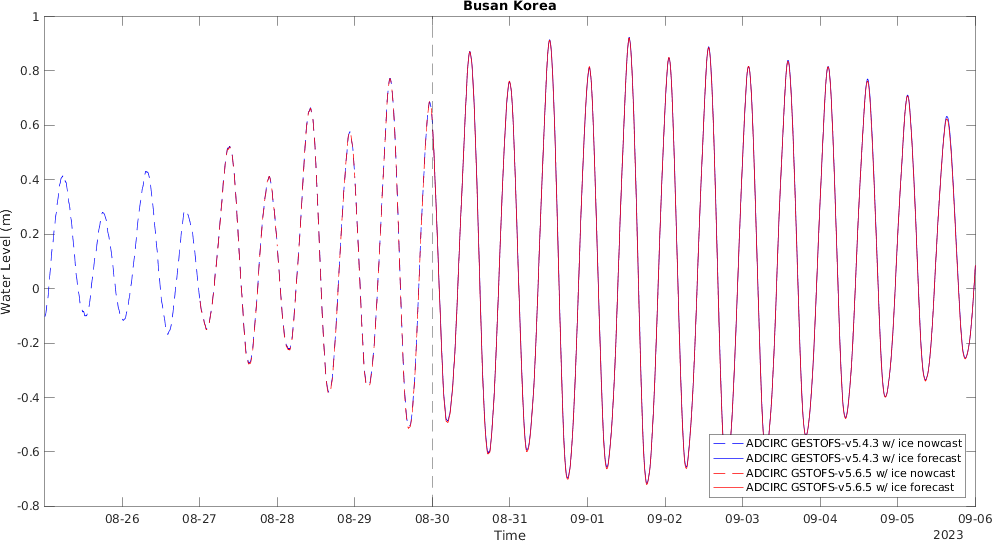 Busan Korea
Water Level (m)
1
0.8
0.6
0.4
0.2
0
-0.2
-0.4
-0.6
-0.8
ADCIRC GESTOFS-v5.4.3 w/ ice nowcast
ADCIRC GESTOFS-v5.4.3 w/ ice forecast
ADCIRC GSTOFS-v5.6.5 w/ ice nowcast
ADCIRC GSTOFS-v5.6.5 w/ ice forecast
08-26 08-27 08-28 08-29 08-30 08-31 09-01 09-02 09-03 09-04 09-05 09-06
Time
2023